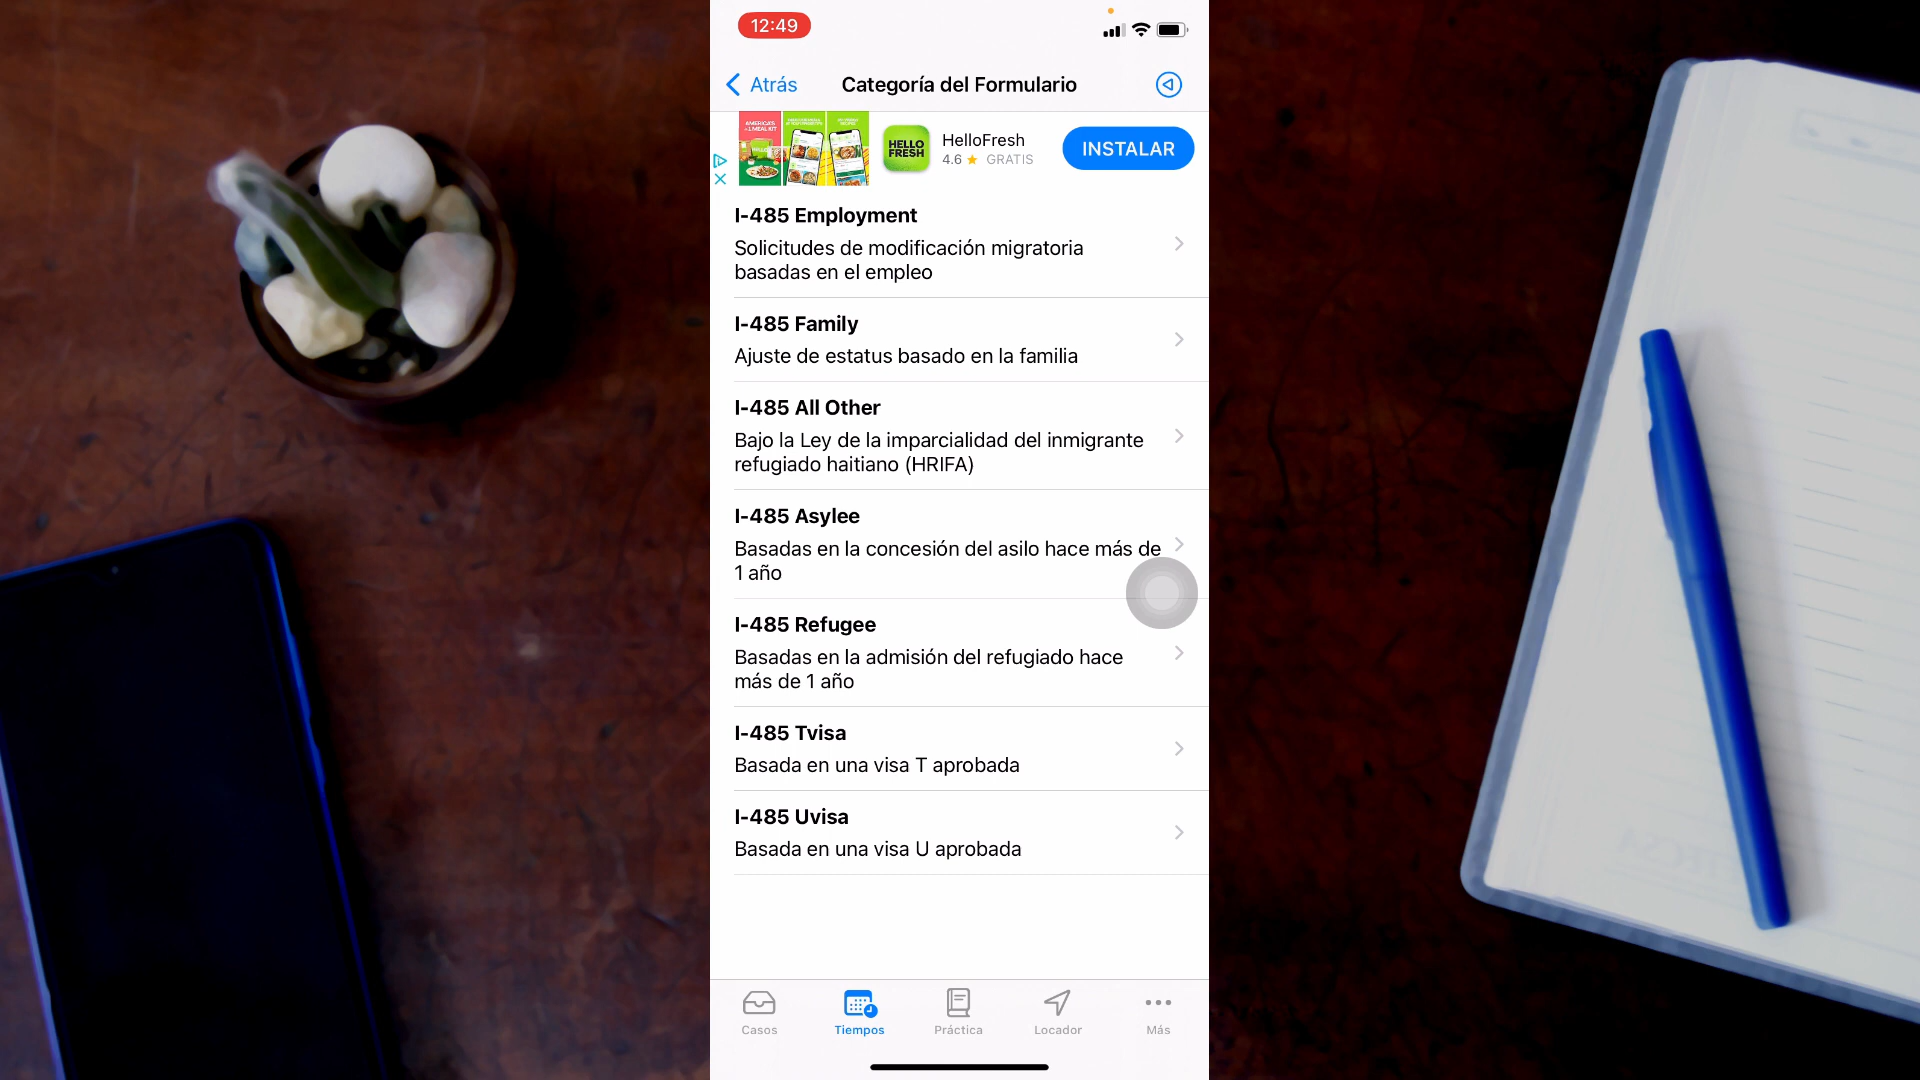 12:49
Atrás
Categoría del Formulario
HELLO
FRESH
HelloFresh
4.6 ★ GRATIS
INSTALAR
I-485 Employment
Solicitudes de modificación migratoria
basadas en el empleo
I-485 Family
Ajuste de estatus basado en la familia
I-485 All Other
Bajo la Ley de la imparcialidad del inmigrante
refugiado haitiano (HRIFA)
I-485 Asylee
Basadas en la concesión del asilo hace más de
1 año
I-485 Refugee
Basadas en la admisión del refugiado hace
más de 1 año
I-485 Tvisa
Basada en una visa T aprobada
I-485 Uvisa
Basada en una visa U aprobada
Casos
Tiempos
Práctica
Locador
Más